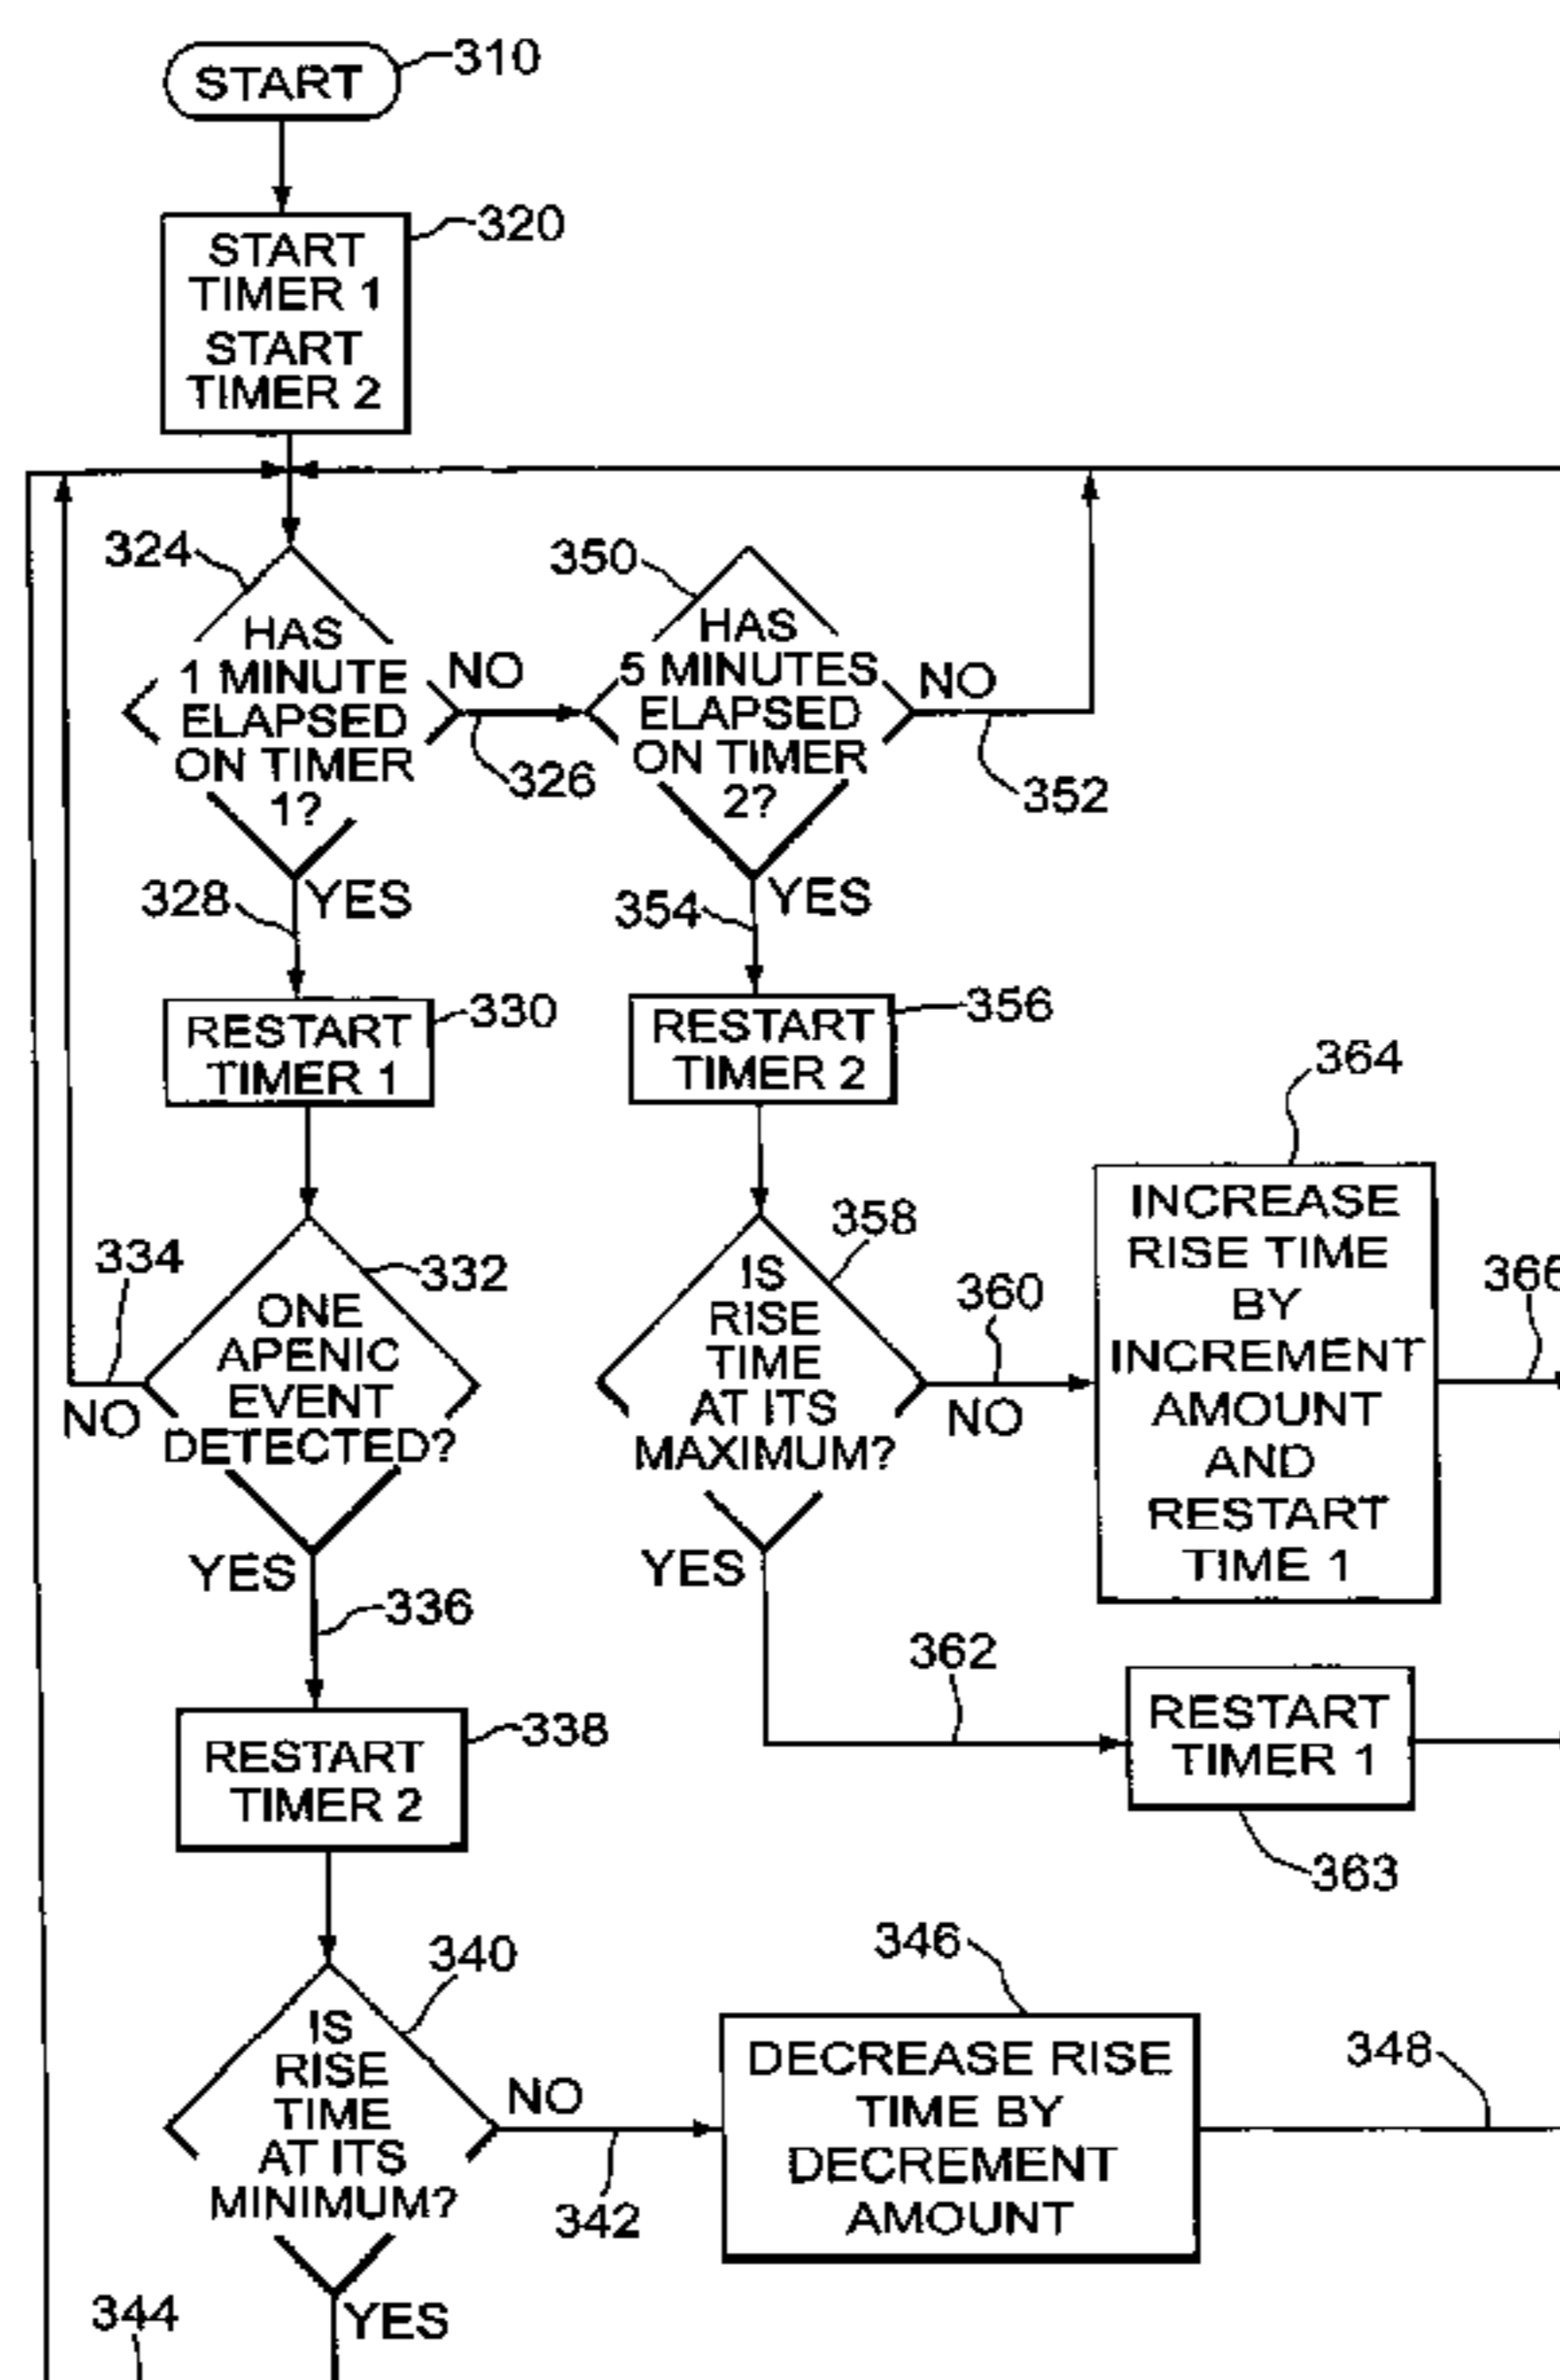 START
310
START
TIMER 1
START
TIMER 2
320
324
HAS
1 MINUTE
ELAPSED
ON TIMER
1?
NO
326
350
HAS
5 MINUTES
ELAPSED
ON TIMER
2?
NO
352
328
YES
354
YES
RESTART
TIMER 1
330
RESTART
TIMER 2
356
334
NO
ONE
APENIC
EVENT
DETECTED?
332
IS
RISE
TIME
AT ITS
MAXIMUM?
358
360
NO
364
INCREASE
RISE TIME
BY
INCREMENT
AMOUNT
AND
RESTART
TIME 1
366
YES
336
YES
362
RESTART
TIMER 1
363
RESTART
TIMER 2
338
340
IS
RISE
TIME
AT ITS
MINIMUM?
NO
342
346
DECREASE RISE
TIME BY
DECREMENT
AMOUNT
348
344
YES